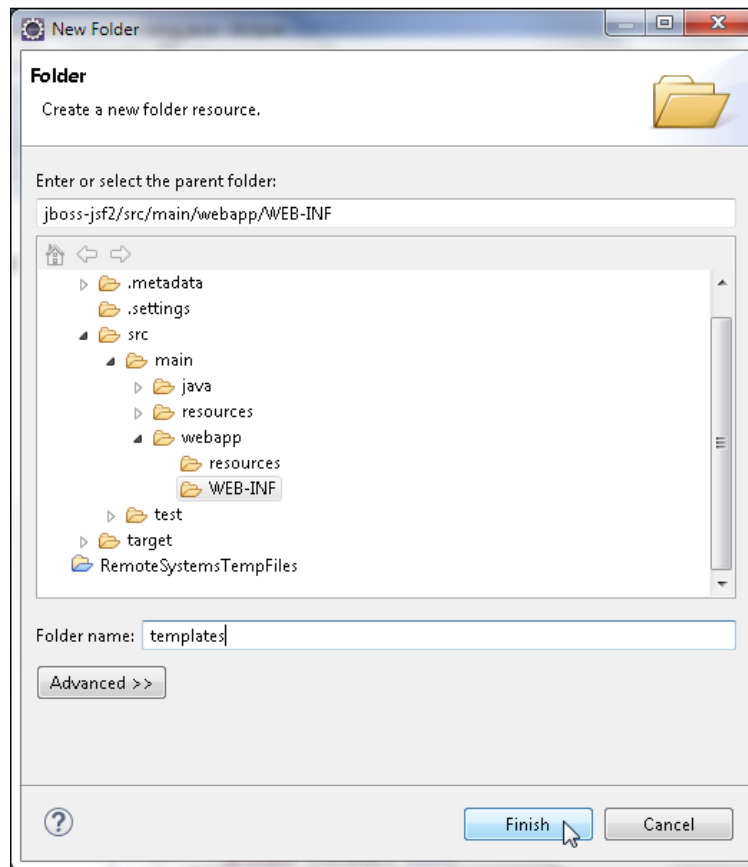 New Folder
Folder
Create a new folder resource.
Enter or select the parent folder:
jboss-jsf2/src/main/webapp/WEB-INF
.metadata
.settings
src
main
java
resources
webapp
resources
WEB-INF
test
target
RemoteSystemsTempFiles
Folder name: templates
Advanced >>
Finish Cancel